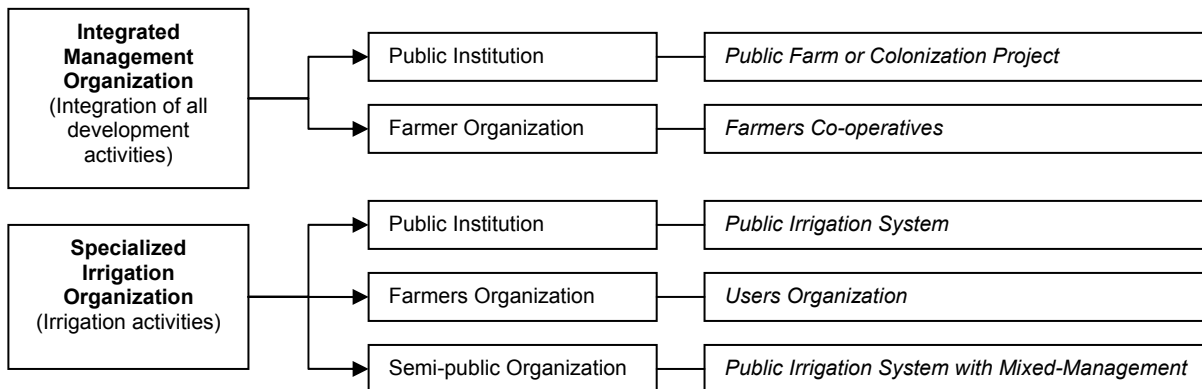 Integrated
Management
Organization
(Integration of all
development
activities)
Public Institution
Public Farm or Colonization Project
Farmer Organization
Farmers Co-operatives
Specialized
Irrigation
Organization
(Irrigation activities)
Public Institution
Public Irrigation System
Farmers Organization
Users Organization
Semi-public Organization
Public Irrigation System with Mixed-Management